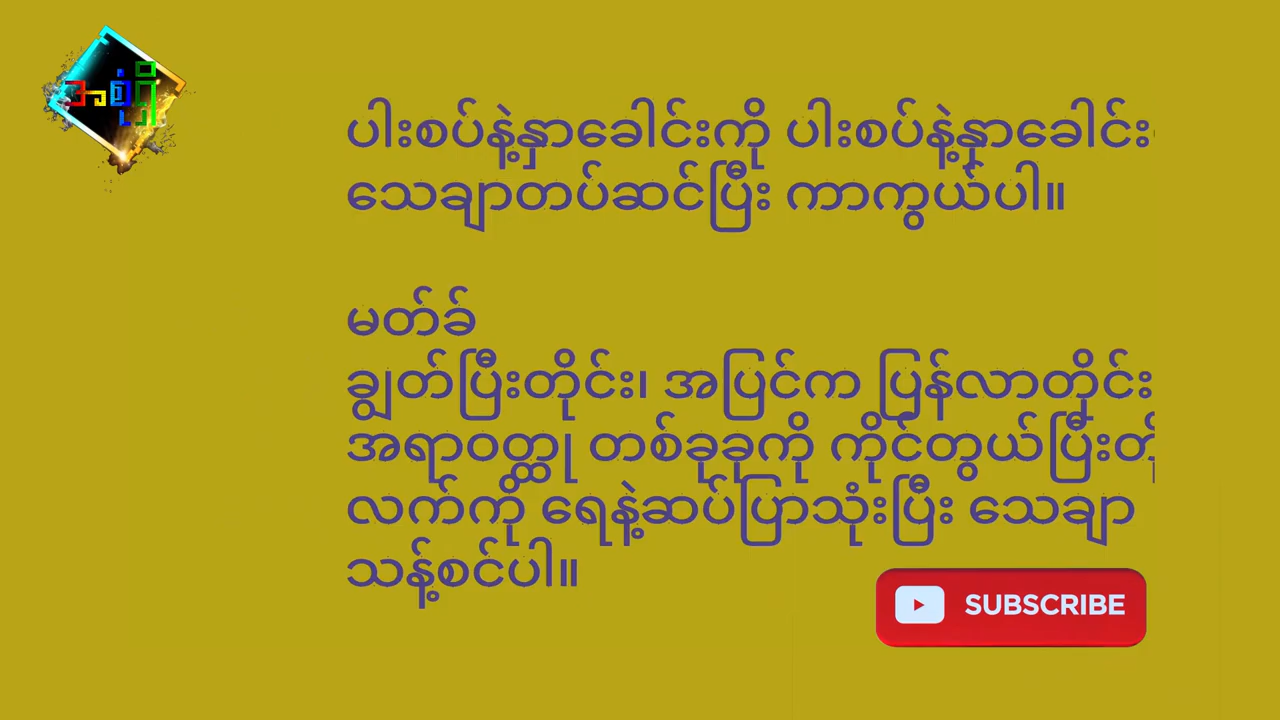 အစုံရှိ
ပါးစပ်နဲ့နှာခေါင်းကို ပါးစပ်နဲ့နှာခေါင်း
သေချာတပ်ဆင်ပြီး ကာကွယ်ပါ။
မတ်ခ်
ချွတ်ပြီးတိုင်း၊ အပြင်က ပြန်လာတိုင်း
အရာဝတ္ထု တစ်ခုခုကို ကိုင်တွယ်ပြီး
လက်ကို ရေနဲ့ဆပ်ပြာသုံးပြီး သေချာ
သန့်စင်ပါ။
SUBSCRIBE